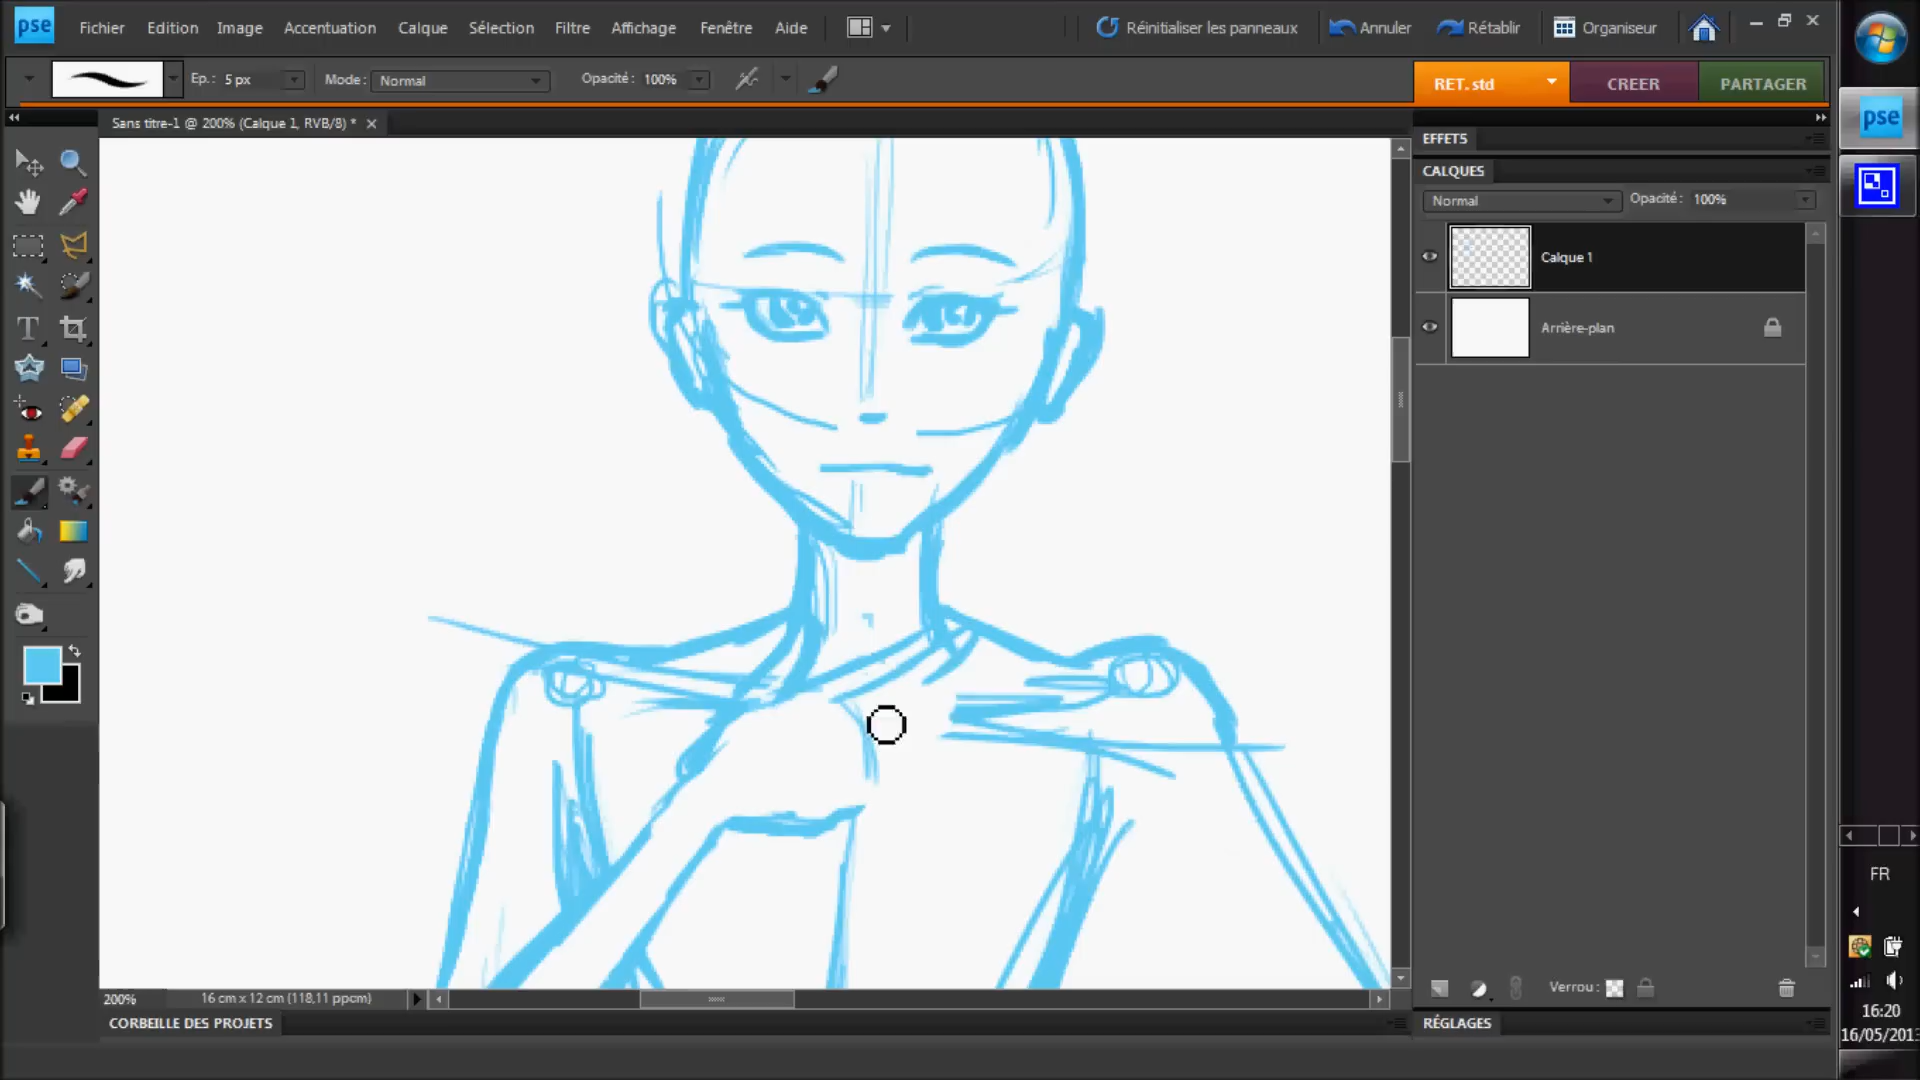 pse Fichier Edition Image Accentuation Calque Sélection Filtre Affichage Fenêtre Aide Réinitialiser les panneaux Annuler Rétablir Organiseur
Ep.: 5 px Mode: Normal Opacité: 100% RET. std CREER PARTAGER
pse
Sans titre-1 @ 200% (Calque 1, RVB/8) *
EFFETS
CALQUES
Normal Opacité: 100%
Calque 1
Arrière-plan
T
FR
200% 16 cm x 12 cm (118,11 ppcm)
Verrou:
CORBEILLE DES PROJETS
RÉGLAGES
16:20
16/05/201